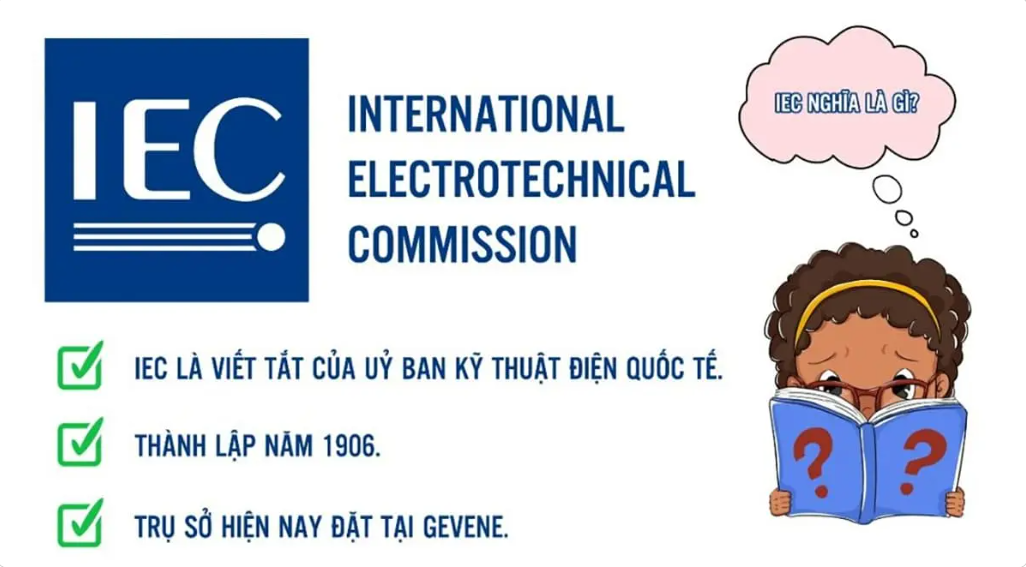 IEC
INTERNATIONAL
ELECTROTECHNICAL
COMMISSION
IEC NGHĨA LÀ GÌ?
IEC LÀ VIẾT TẮT CỦA UỶ BAN KỸ THUẬT ĐIỆN QUỐC TẾ.
THÀNH LẬP NĂM 1906.
TRỤ SỞ HIỆN NAY ĐẶT TẠI GEVENE.
? ?